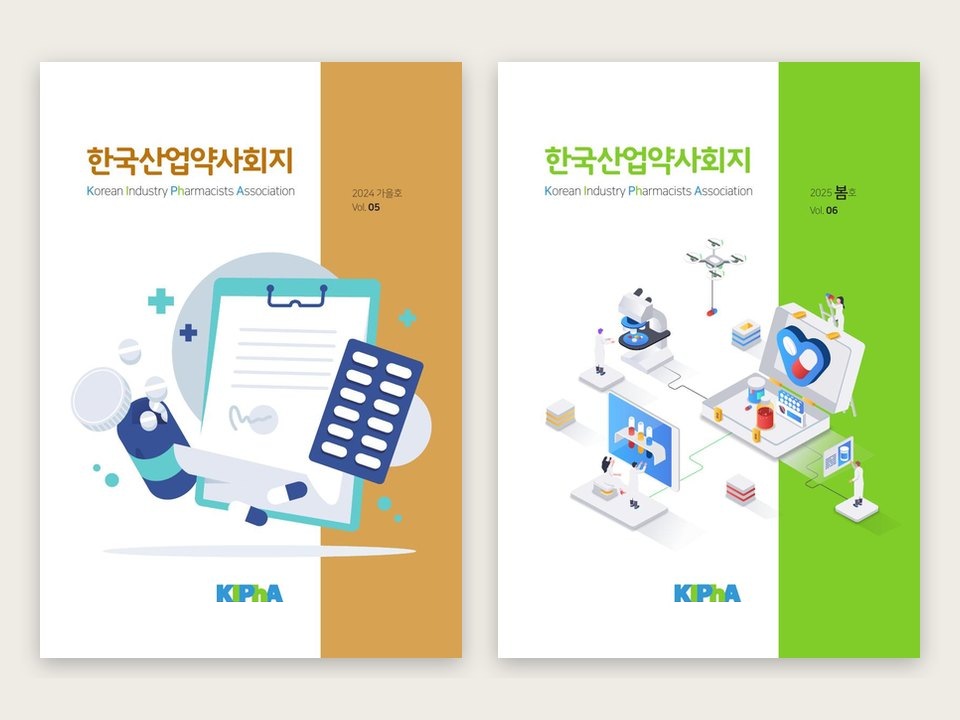 한국산업약사회지
Korean Industry Pharmacists Association
2024 가을호
Vol. 05
KIPhA
한국산업약사회지
Korean Industry Pharmacists Association
2025 봄호
Vol. 06
KIPhA